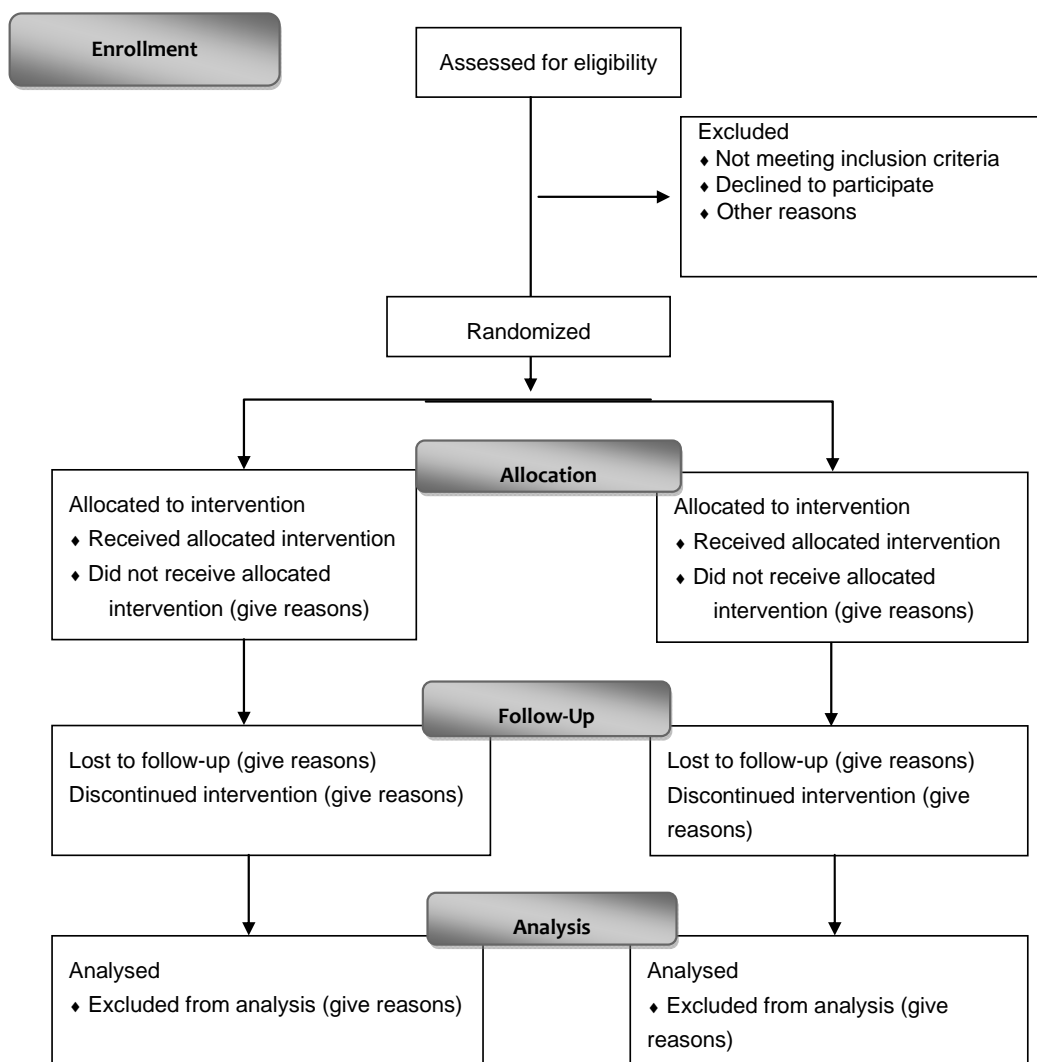 Enrollment
Assessed for eligibility
Excluded
♦ Not meeting inclusion criteria
♦ Declined to participate
♦ Other reasons
Randomized
Allocation
Allocated to intervention
♦ Received allocated intervention
♦ Did not receive allocated
intervention (give reasons)
Allocated to intervention
♦ Received allocated intervention
♦ Did not receive allocated
intervention (give reasons)
Follow-Up
Lost to follow-up (give reasons)
Discontinued intervention (give reasons)
Lost to follow-up (give reasons)
Discontinued intervention (give
reasons)
Analysis
Analysed
♦ Excluded from analysis (give reasons)
Analysed
♦ Excluded from analysis (give
reasons)